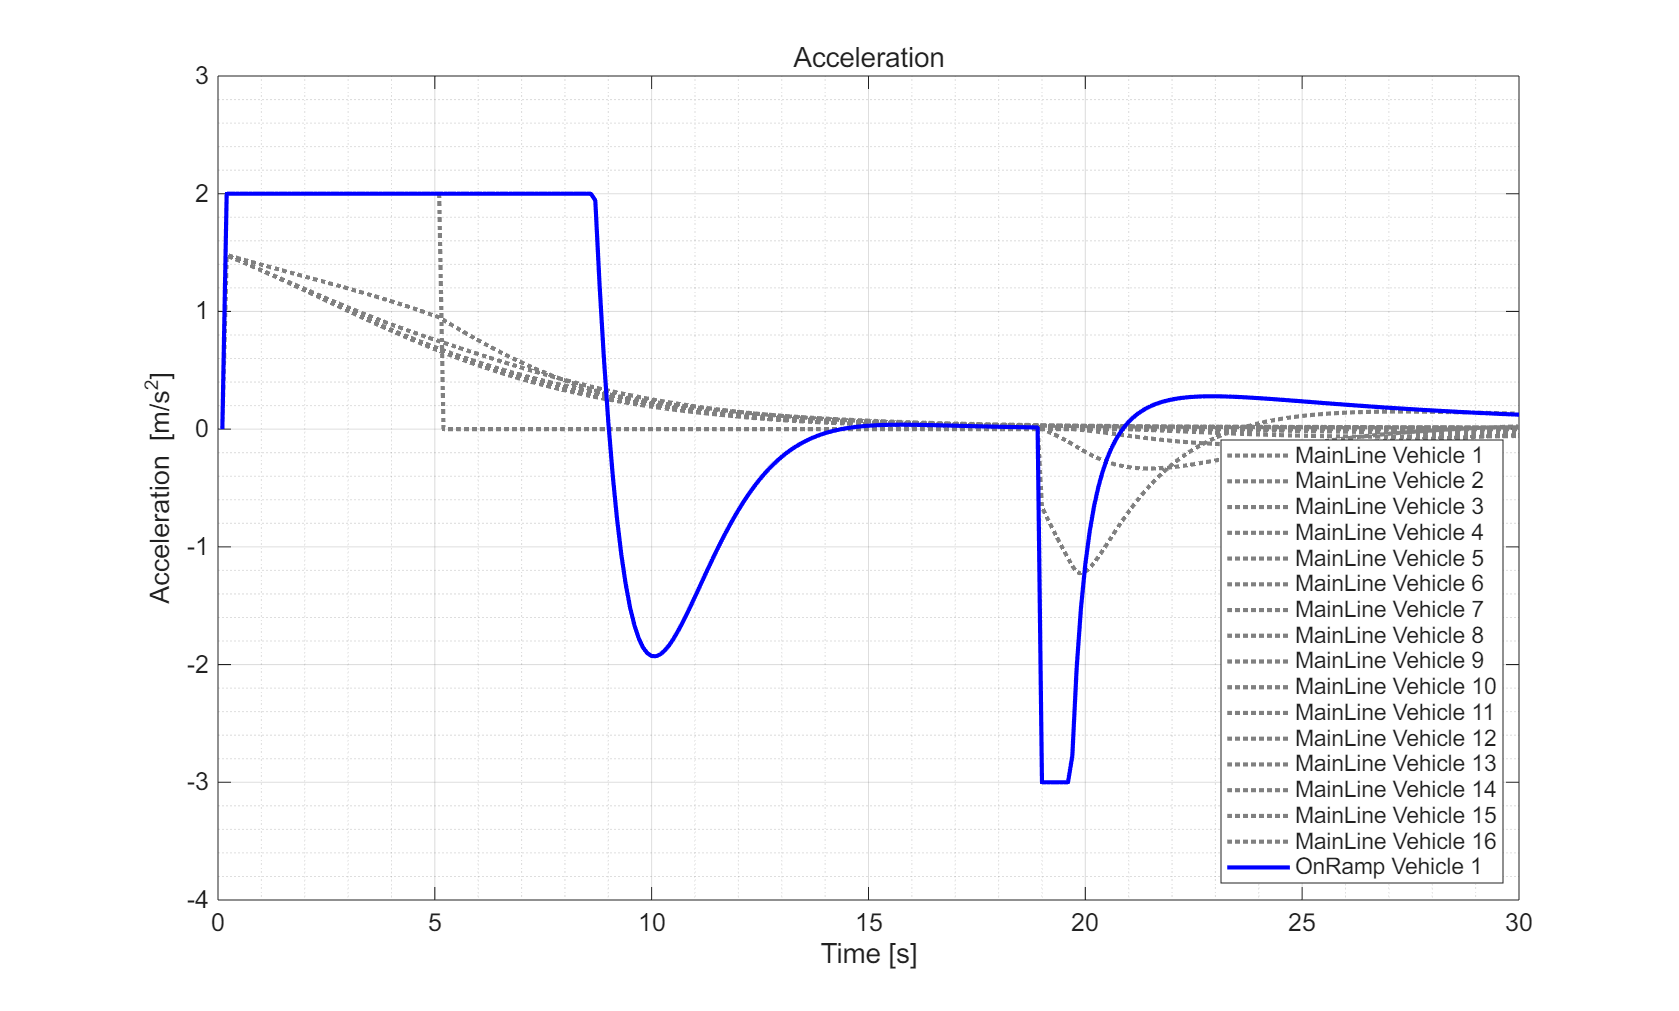 Acceleration
3
2
1
0
-1
-2
-3
-4
Acceleration [m/s²]
0 5 10 15 20 25 30
Time [s]
MainLine Vehicle 1
MainLine Vehicle 2
MainLine Vehicle 3
MainLine Vehicle 4
MainLine Vehicle 5
MainLine Vehicle 6
MainLine Vehicle 7
MainLine Vehicle 8
MainLine Vehicle 9
MainLine Vehicle 10
MainLine Vehicle 11
MainLine Vehicle 12
MainLine Vehicle 13
MainLine Vehicle 14
MainLine Vehicle 15
MainLine Vehicle 16
OnRamp Vehicle 1